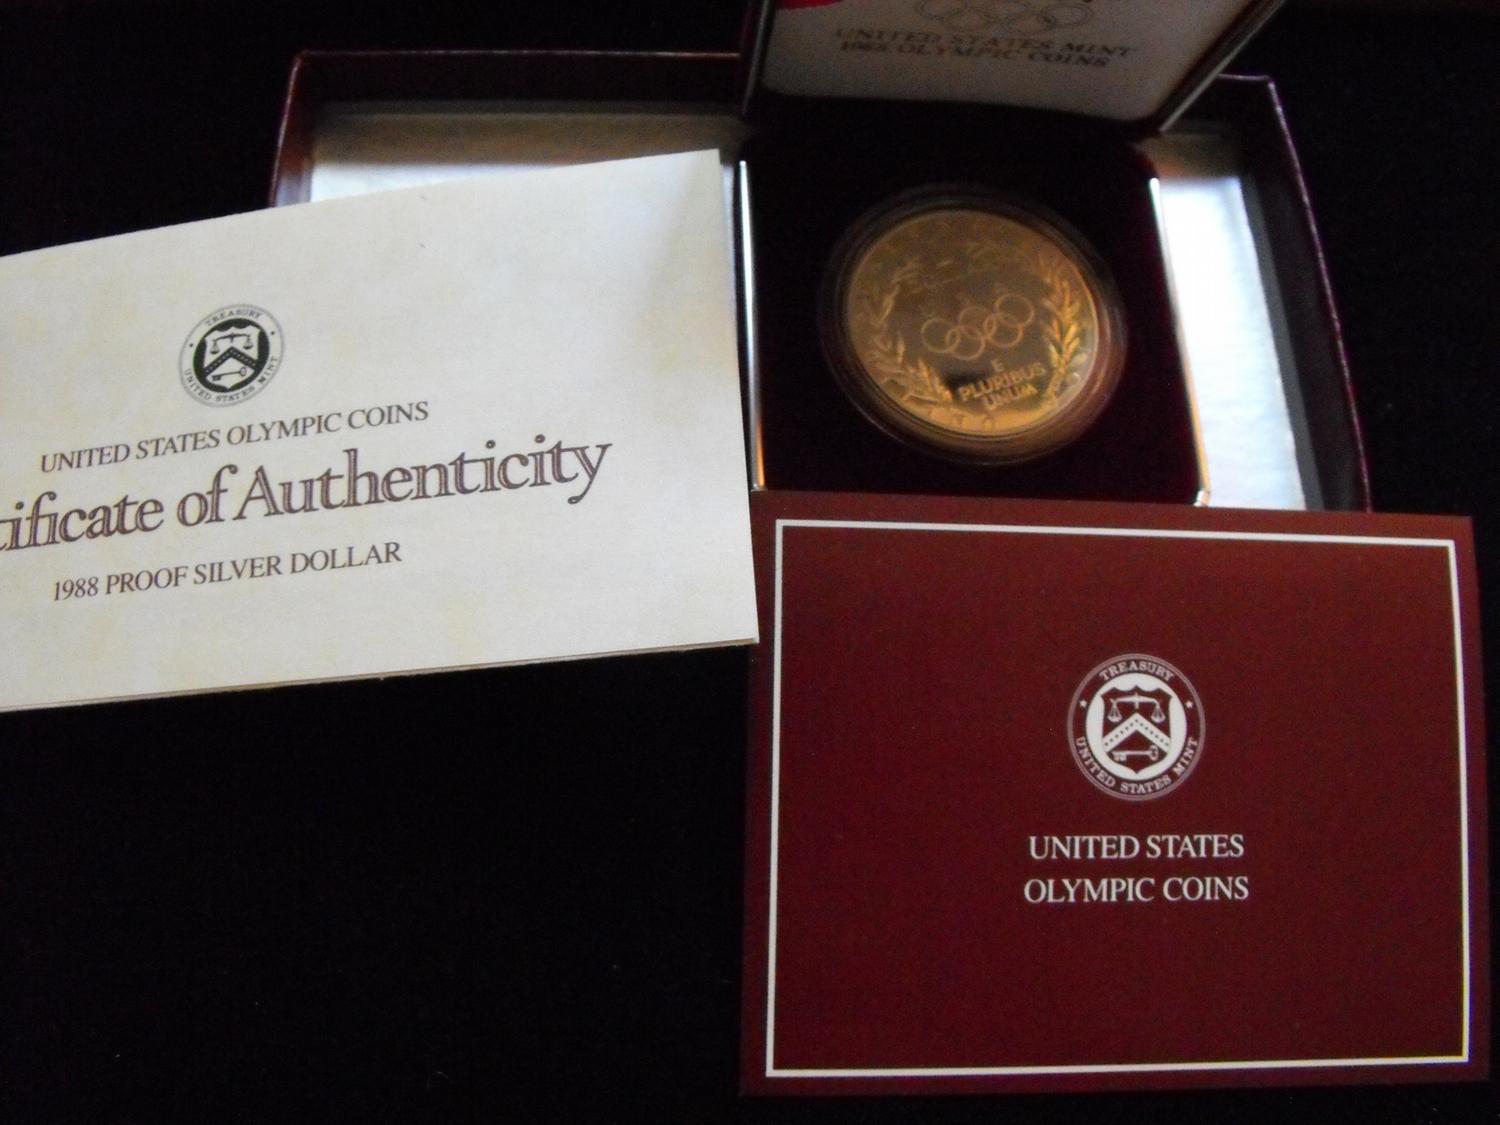 UNITED STATES MINT
1988 OLYMPIC COINS
TREASURY
UNITED STATES MINT
UNITED STATES OLYMPIC COINS
tificate of Authenticity
1988 PROOF SILVER DOLLAR
E
PLURIBUS
UNUM
TREASURY
UNITED STATES MINT
UNITED STATES
OLYMPIC COINS